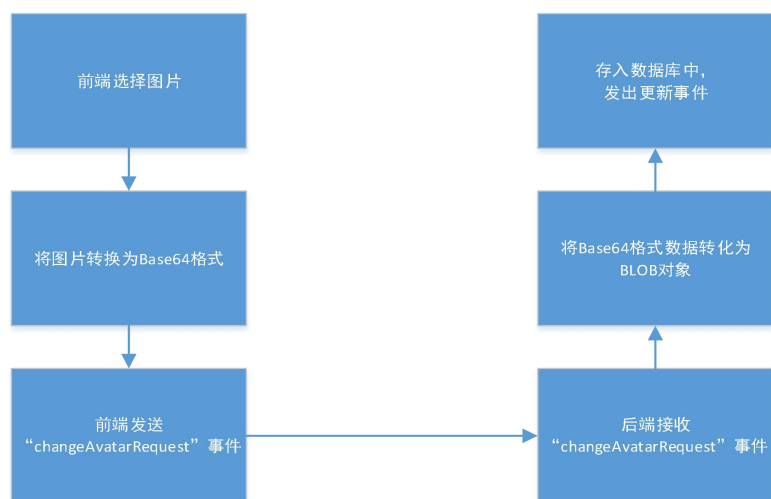 前端选择图片
将图片转换为Base64格式
前端发送
“changeAvatarRequest”事件
后端接收
“changeAvatarRequest”事件
将Base64格式数据转化为
BLOB对象
存入数据库中，
发出更新事件